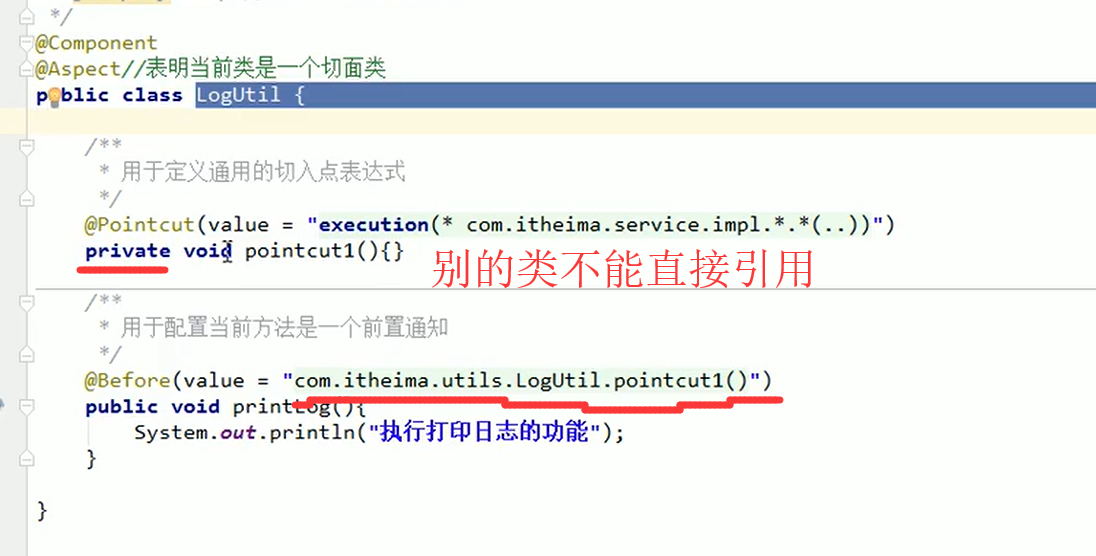 */
@Component
@Aspect//表明当前类是一个切面类
public class LogUtil {
/**
* 用于定义通用的切入点表达式
*/
@Pointcut(value = "execution(* com.itheima.service.impl.*.*(..))")
private void pointcut1(){}
别的类不能直接引用
/**
* 用于配置当前方法是一个前置通知
*/
@Before(value = "com.itheima.utils.LogUtil.pointcut1()")
public void printLog(){
System.out.println("执行打印日志的功能");
}
}